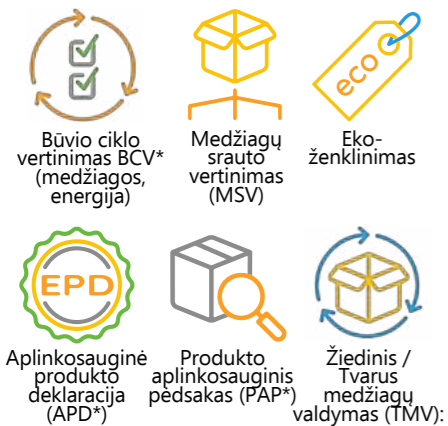 eco
Būvio ciklo
vertinimas BCV*
(medžiagos,
energija)
Medžiagų
srauto
vertinimas
(MSV)
Eko-
ženklinimas
EPD
Aplinkosauginė
produkto
deklaracija
(APD*)
Produkto
aplinkosauginis
pėdsakas (PAP*)
Žiedinis /
Tvarus
medžiagų
valdymas (TMV):